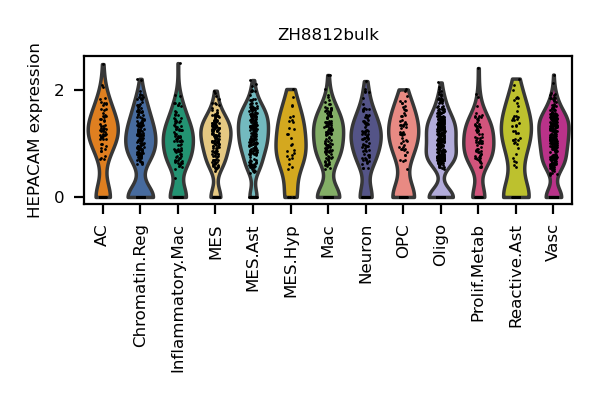 ZH8812bulk
HEPACAM expression
2
0
AC
Chromatin.Reg
Inflammatory.Mac
MES
MES.Ast
MES.Hyp
Mac
Neuron
OPC
Oligo
Prolif.Metab
Reactive.Ast
Vasc